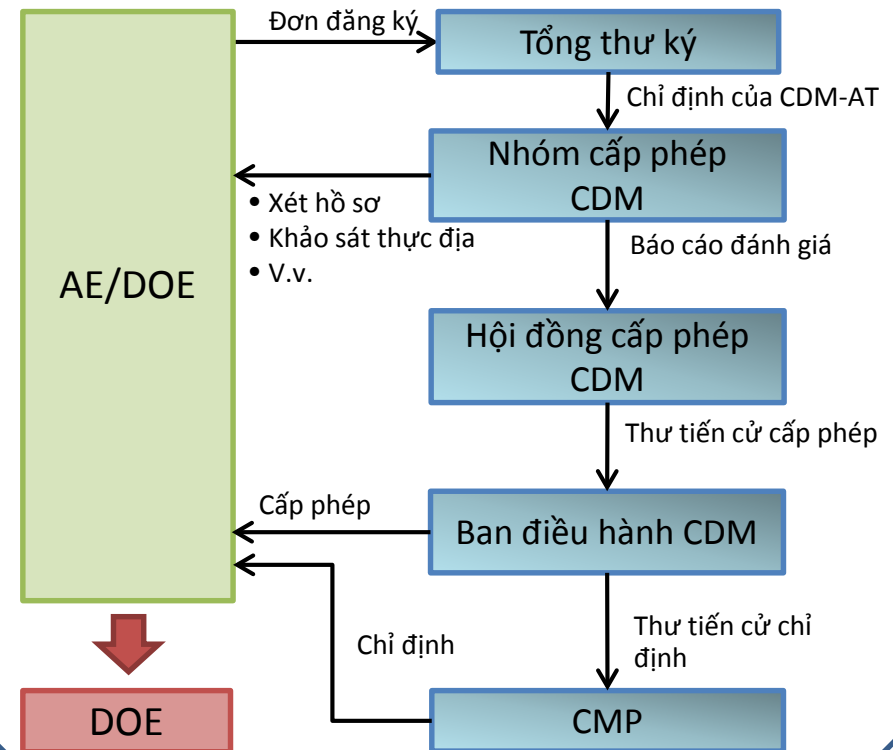 Đơn đăng ký
Tổng thư ký
Chỉ định của CDM-AT
Nhóm cấp phép
CDM
• Xét hồ sơ
• Khảo sát thực địa
• V.v.
Báo cáo đánh giá
AE/DOE
Hội đồng cấp phép
CDM
Thư tiến cử cấp phép
Cấp phép
Ban điều hành CDM
Chỉ định
Thư tiến cử chỉ
định
DOE
CMP